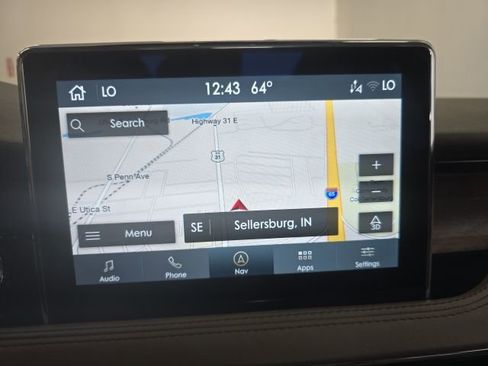 LO 12:43 64° LO
Search
Highway 31 E
31
S Penn Ave
E Utica St
65
+
−
SE Sellersburg, IN
Menu
3D
Audio Phone Nav Apps Settings